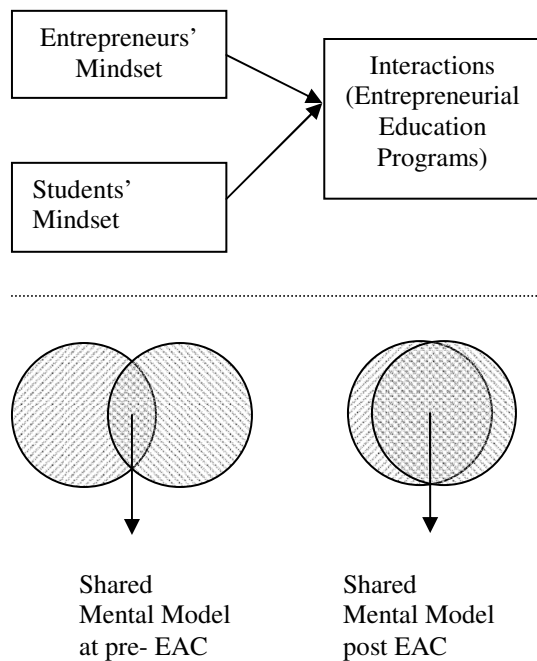 Entrepreneurs’
Mindset
Interactions
(Entrepreneurial
Education
Programs)
Students’
Mindset
Shared
Mental Model
at pre- EAC
Shared
Mental Model
post EAC